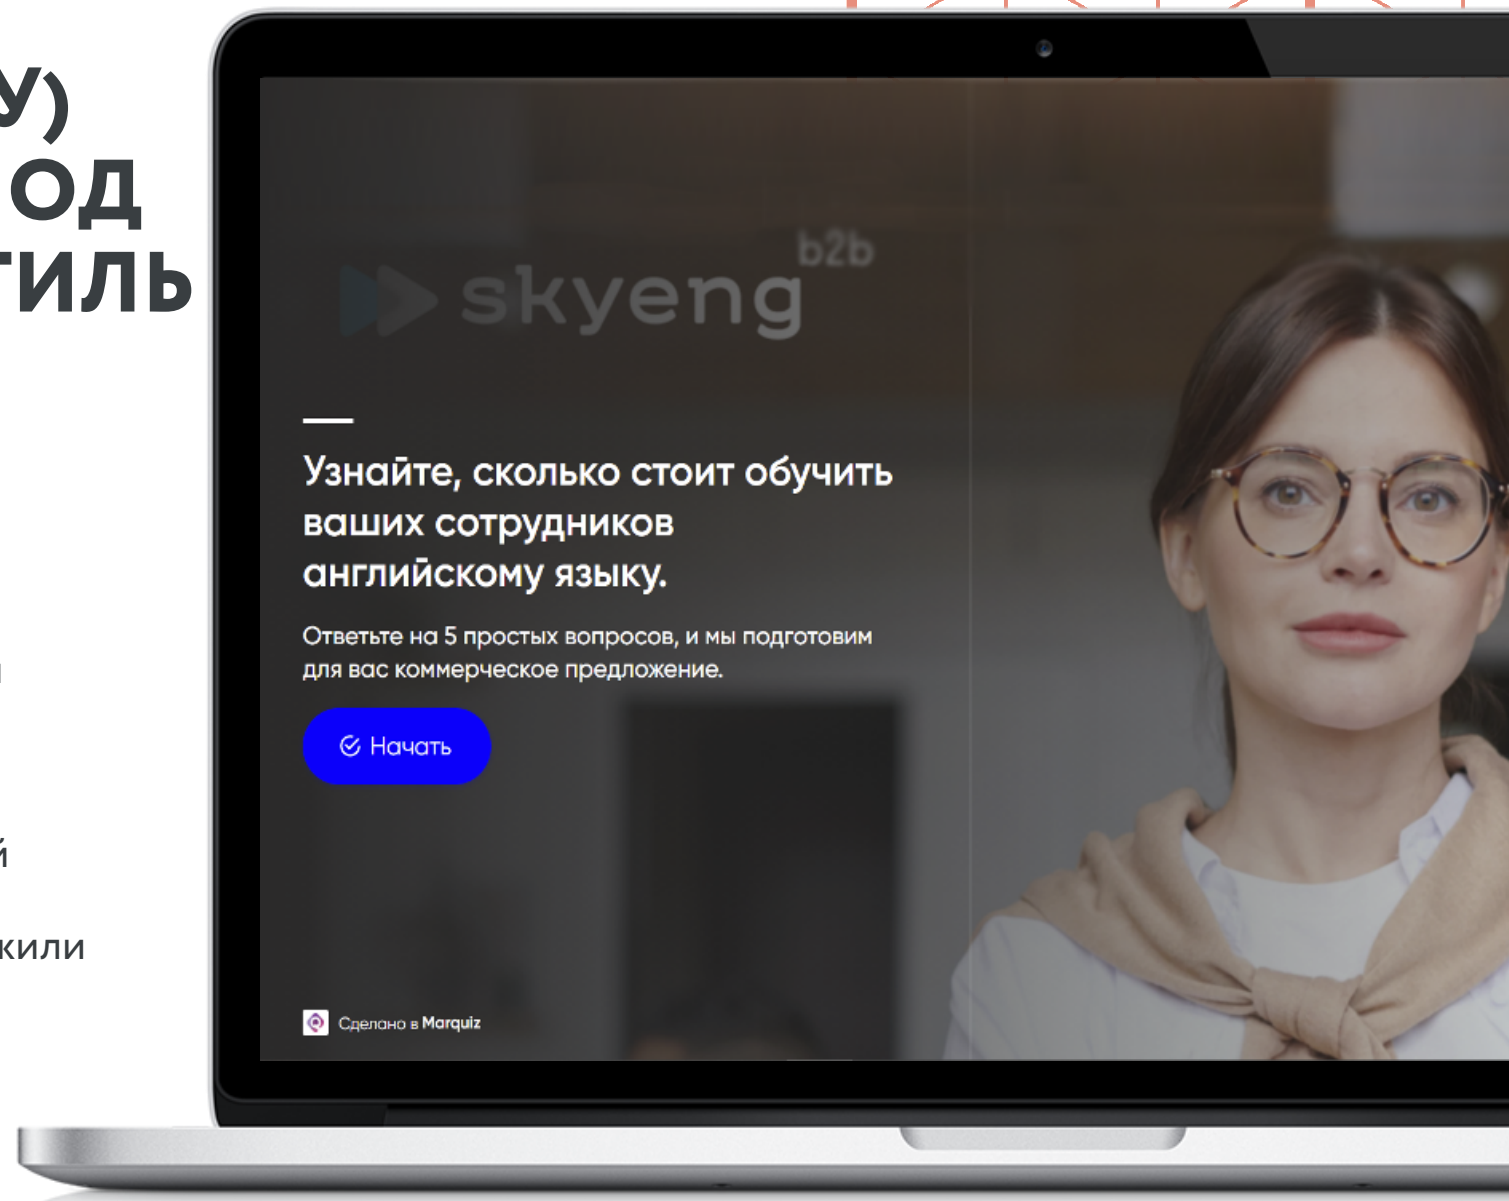 У)
ОД
ТИЛЬ
й
жили
b2b
skyeng
Узнайте, сколько стоит обучить
ваших сотрудников
английскому языку.
Ответьте на 5 простых вопросов, и мы подготовим
для вас коммерческое предложение.
Начать
Сделано в Marquiz